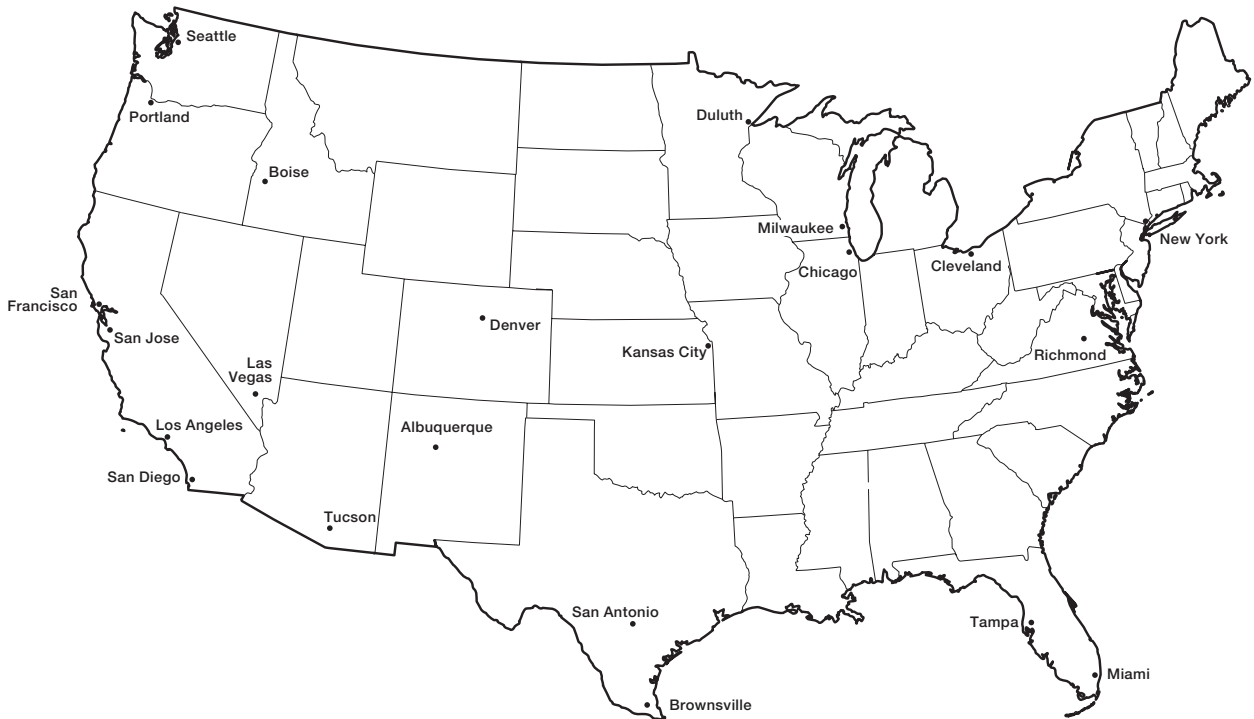 Seattle
Portland
Duluth
Boise
Milwaukee
New York
Chicago
Cleveland
San
Francisco
Denver
San Jose
Kansas City
Richmond
Las
Vegas
Los Angeles
Albuquerque
San Diego
Tucson
San Antonio
Tampa
Miami
Brownsville